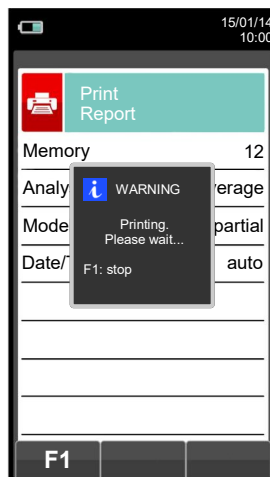 15/01/14
10:00
Print
Report
Memory 12
Analy verage
Mode partial
Date/ auto
i WARNING
Printing.
Please wait...
F1: stop
F1